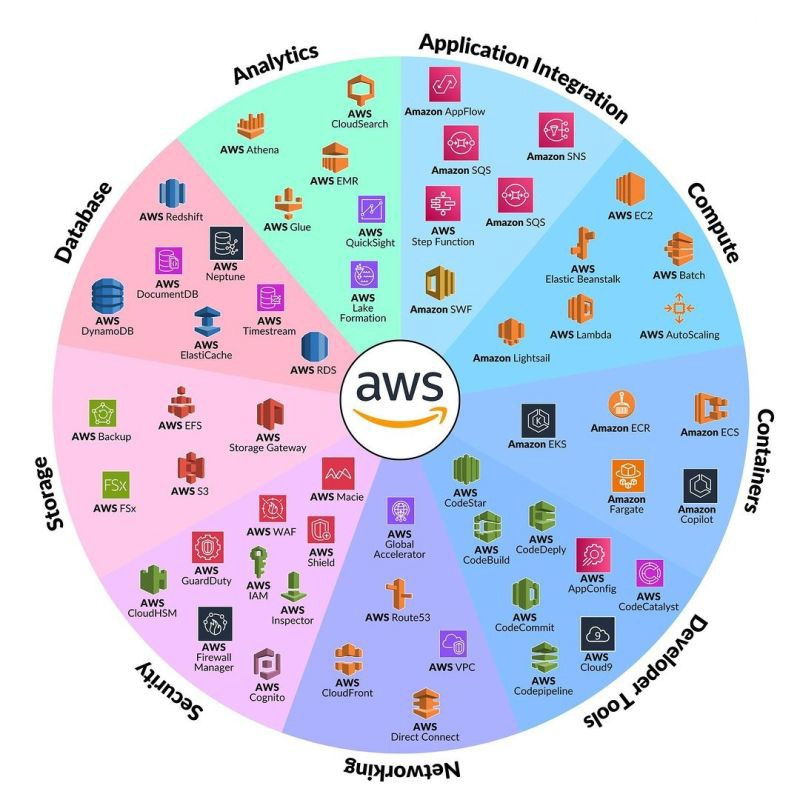 Analytics
AWS
CloudSearch
AWS Athena
AWS EMR
AWS Glue
AWS
QuickSight
AWS
Lake
Formation
Application Integration
Amazon AppFlow
Amazon SNS
Amazon SQS
Amazon SQS
AWS
Step Function
Amazon SWF
Compute
AWS EC2
AWS
Elastic Beanstalk
AWS Batch
AWS Lambda
AWS AutoScaling
Amazon Lightsail
Containers
Amazon EKS
Amazon ECR
Amazon ECS
Amazon
Fargate
Amazon
Copilot
Developer Tools
AWS
CodeStar
AWS
CodeBuild
AWS
CodeDeply
AWS
AppConfig
AWS
CodeCatalyst
AWS
CodeCommit
9
AWS
Cloud9
AWS
Codepipeline
Networking
AWS
Global
Accelerator
AWS Route53
AWS VPC
AWS
CloudFront
AWS
Direct Connect
Security
AWS Macie
AWS WAF
AWS
Shield
AWS
GuardDuty
AWS
IAM
AWS
Inspector
AWS
CloudHSM
AWS
Firewall
Manager
AWS
Cognito
Storage
AWS Backup
AWS EFS
AWS
Storage Gateway
FSx
AWS FSx
AWS S3
Database
AWS Redshift
AWS
Neptune
AWS
DocumentDB
AWS
DynamoDB
AWS
Timestream
AWS
ElastiCache
AWS RDS
aws